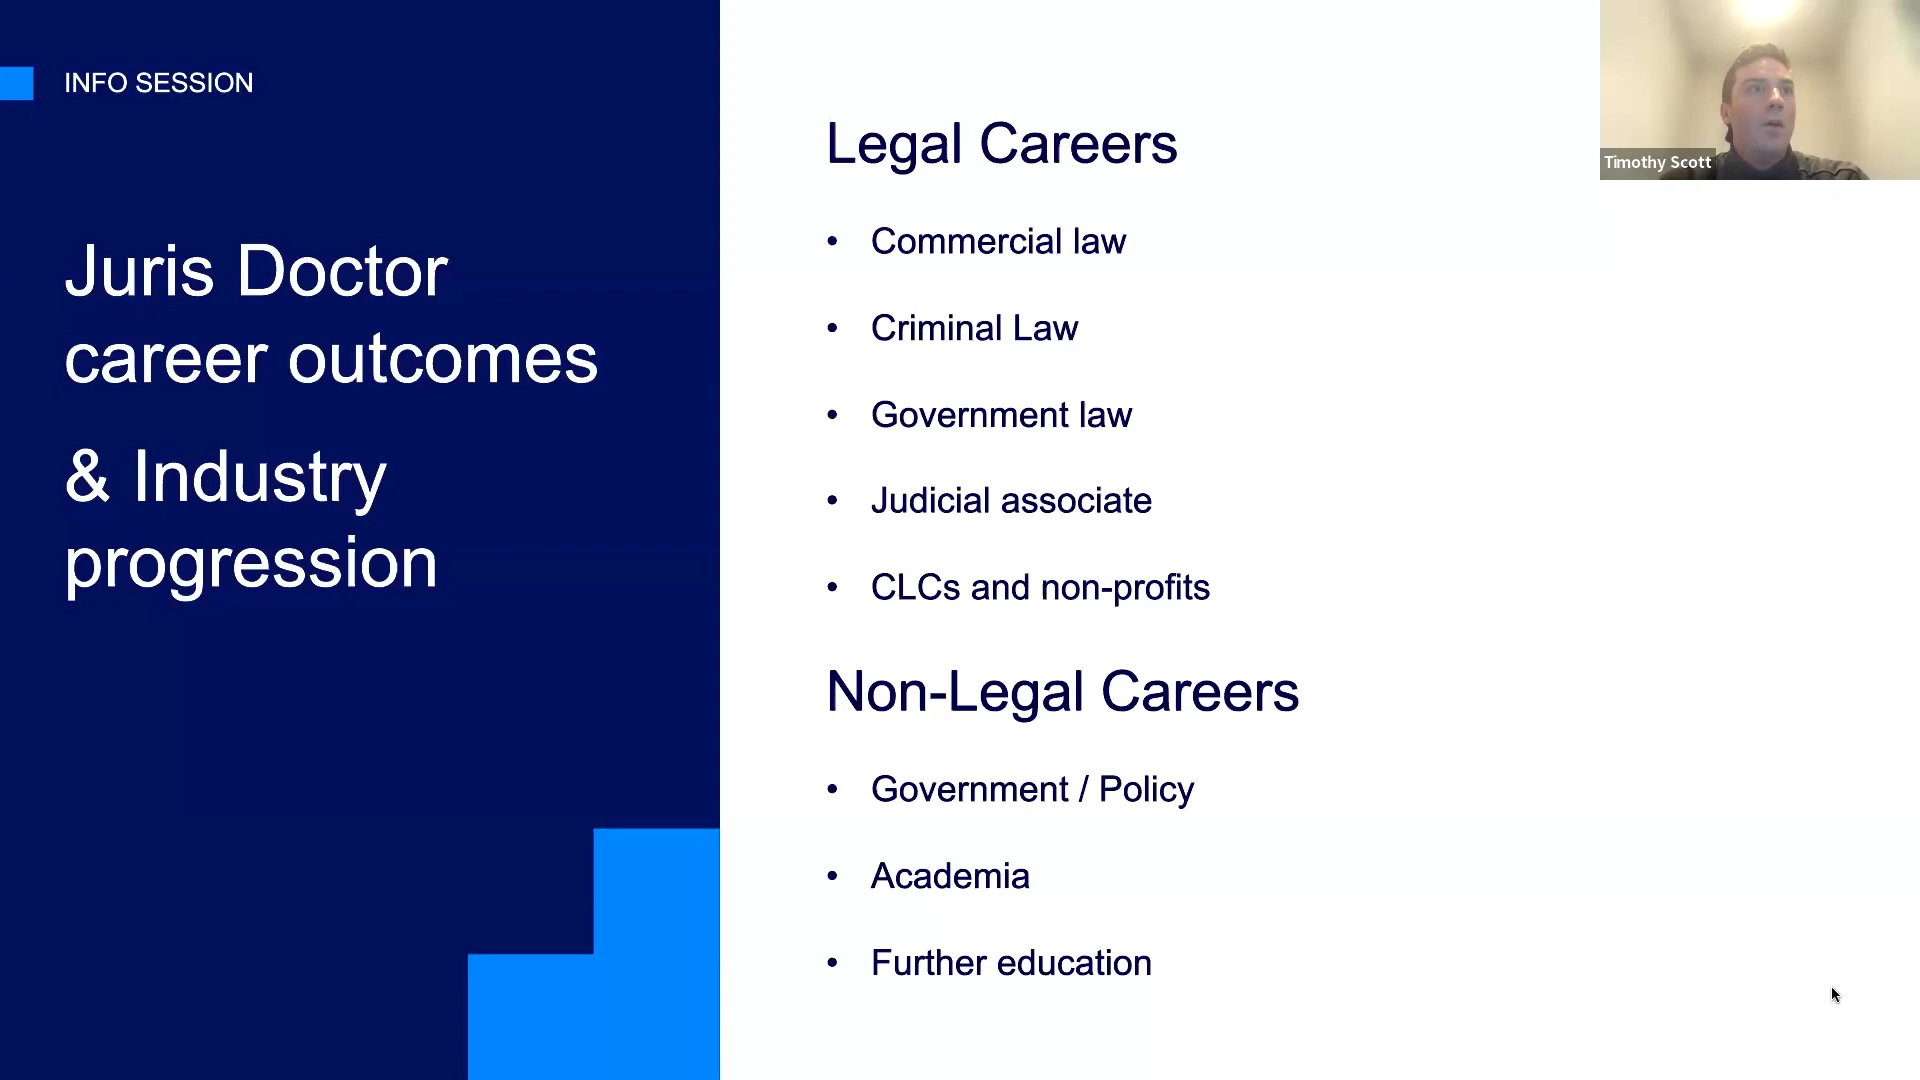 INFO SESSION
Juris Doctor
career outcomes
& Industry
progression
Legal Careers
• Commercial law
• Criminal Law
• Government law
• Judicial associate
• CLCs and non-profits
Non-Legal Careers
• Government / Policy
• Academia
• Further education
Timothy Scott